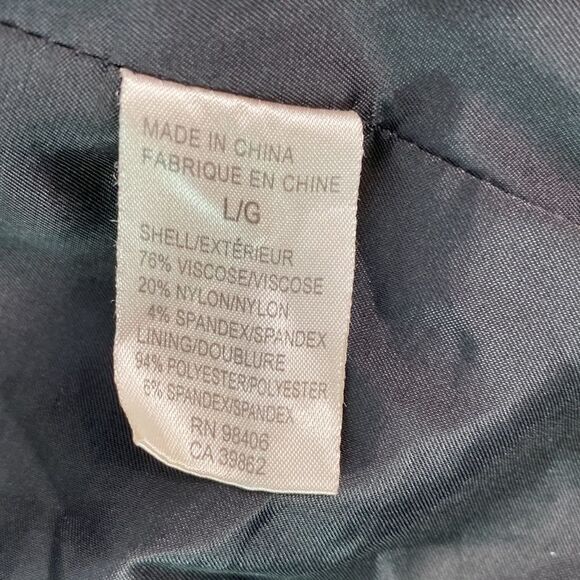 MADE IN CHINA
FABRIQUE EN CHINE
L/G
SHELL/EXTÉRIEUR
76% VISCOSE/VISCOSE
20% NYLON/NYLON
4% SPANDEX/SPANDEX
LINING/DOUBLURE
94% POLYESTER/POLYESTER
6% SPANDEX/SPANDEX
RN 98406
CA 39862